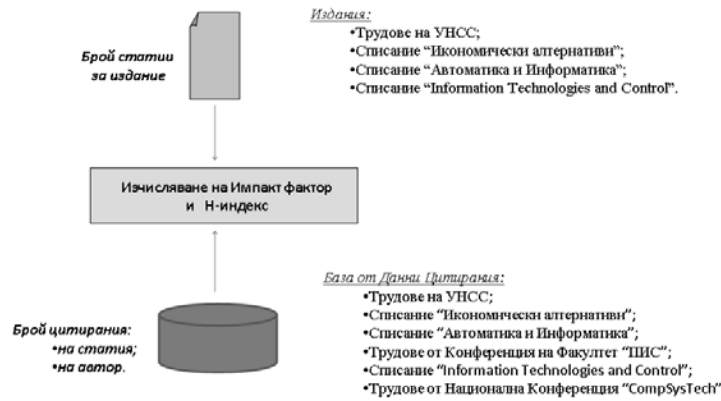 Издания:
•Трудове на УНСС;
•Списание “Икономически алтернативи”;
•Списание “Автоматика и Информатика”;
•Списание “Information Technologies and Control”.
Брой статии
за издание
Изчисляване на Импакт фактор
и Н-индекс
База от Данни Цитирания:
•Трудове на УНСС;
•Списание “Икономически алтернативи”;
•Списание “Автоматика и Информатика”;
•Трудове от Конференция на Факултет “ПИС”;
•Списание “Information Technologies and Control”;
•Трудове от Национална Конференция “CompSysTech”
Брой цитирания:
•на статия;
•на автор.